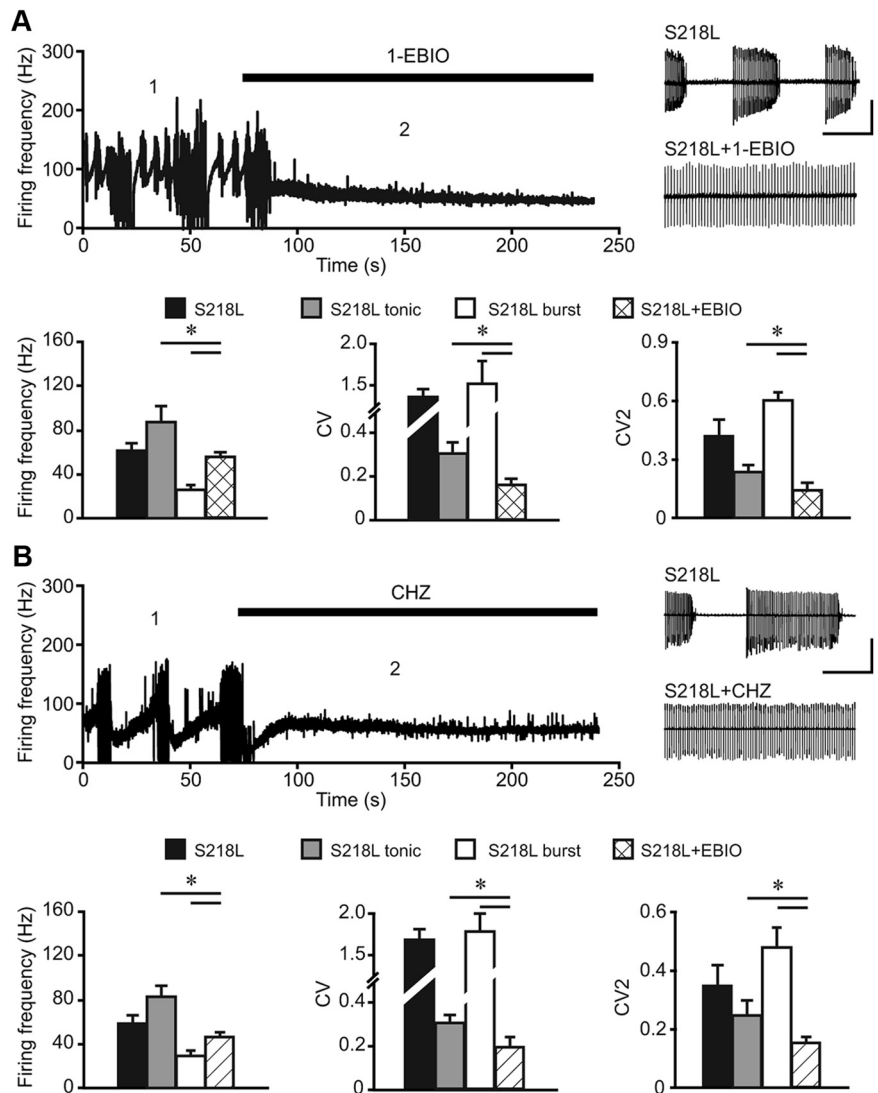 A
Firing frequency (Hz)
300
200
100
0
1
1-EBIO
2
0 50 100 150 200 250
Time (s)
S218L
S218L+1-EBIO
S218L S218L tonic S218L burst S218L+EBIO
Firing frequency (Hz)
160
120
80
40
0
*
CV
2.0
1.5
0.4
0.2
0
*
CV2
0.9
0.6
0.3
0
*
B
Firing frequency (Hz)
300
200
100
0
1
CHZ
2
0 50 100 150 200 250
Time (s)
S218L
S218L+CHZ
S218L S218L tonic S218L burst S218L+EBIO
Firing frequency (Hz)
160
120
80
40
0
*
CV
2.0
1.5
0.4
0.2
0
*
CV2
0.6
0.4
0.2
0
*